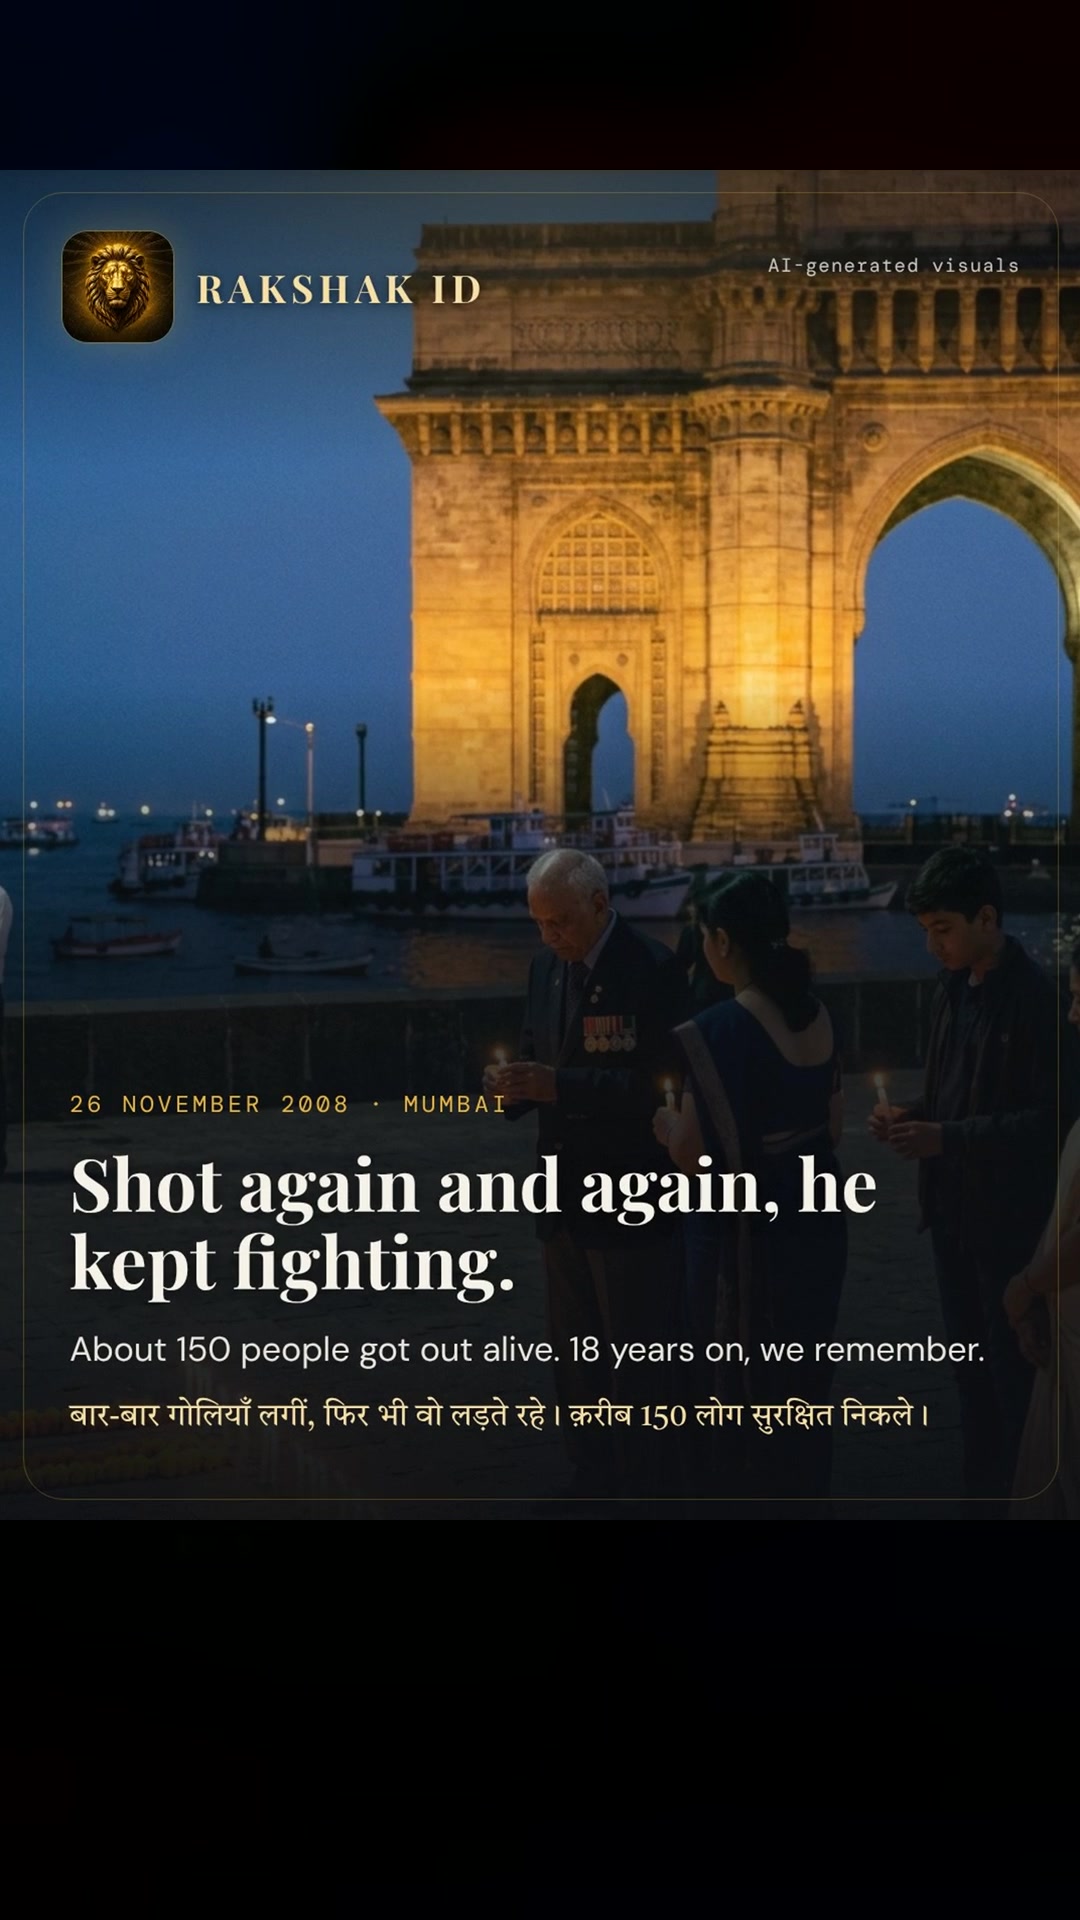 RAKSHAK ID
AI-generated visuals
26 NOVEMBER 2008 · MUMBAI
Shot again and again, he
kept fighting.
About 150 people got out alive. 18 years on, we remember.
बार-बार गोलियाँ लगीं, फिर भी वो लड़ते रहे। क़रीब 150 लोग सुरक्षित निकले।